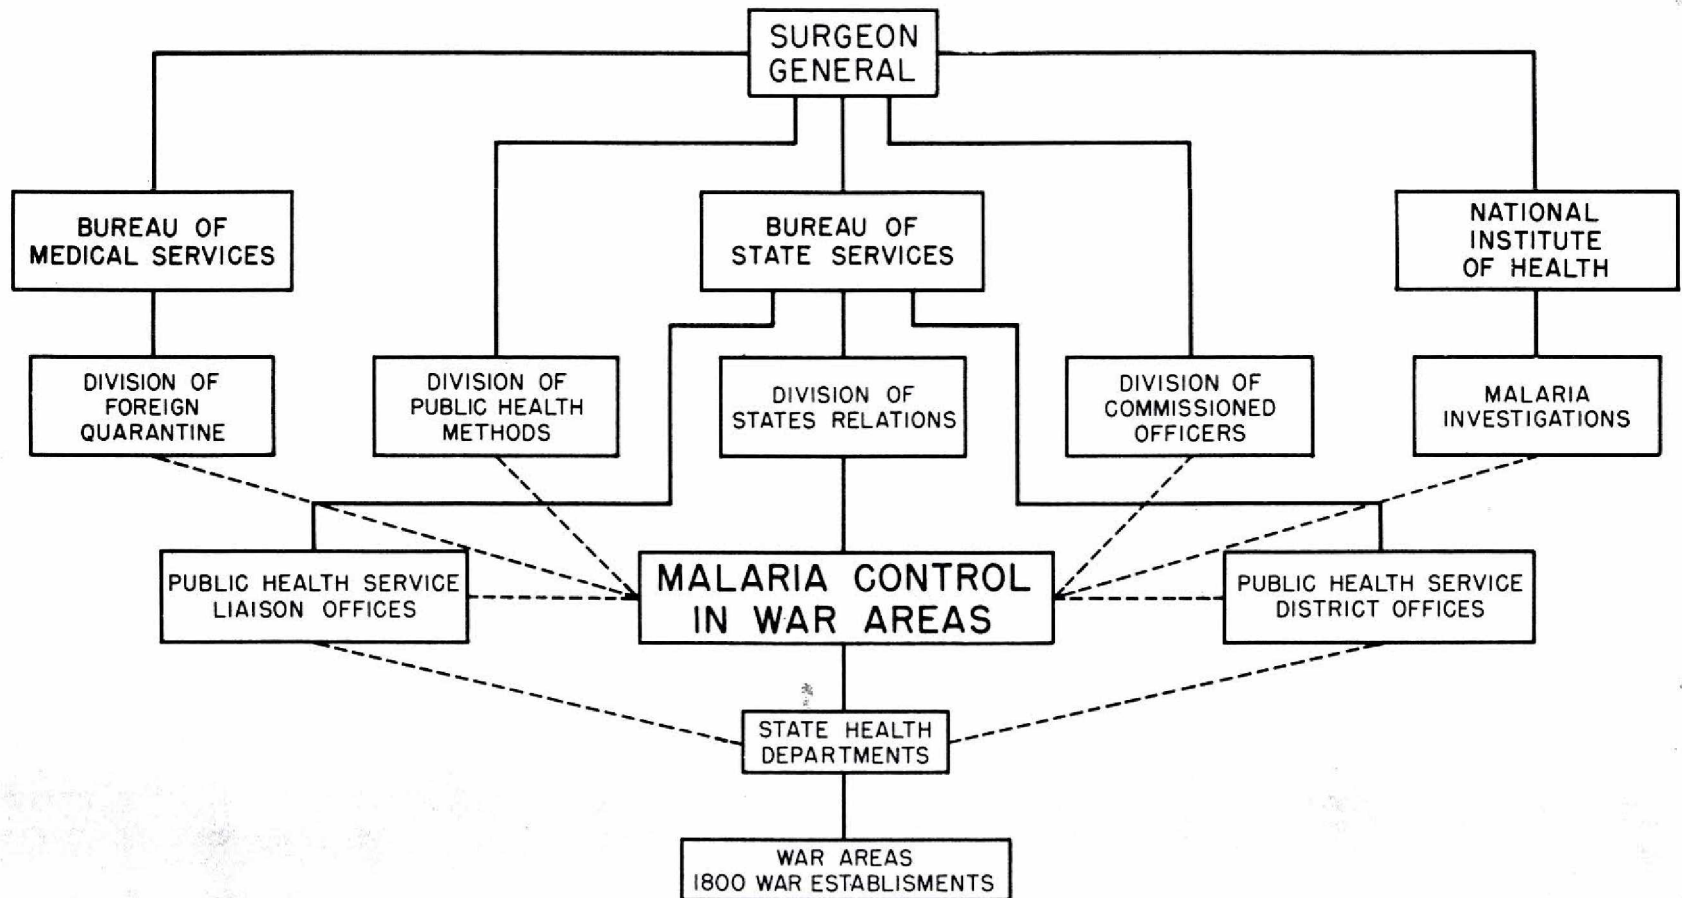 SURGEON
GENERAL
BUREAU OF
MEDICAL SERVICES
BUREAU OF
STATE SERVICES
NATIONAL
INSTITUTE
OF HEALTH
DIVISION OF
FOREIGN
QUARANTINE
DIVISION OF
PUBLIC HEALTH
METHODS
DIVISION OF
STATES RELATIONS
DIVISION OF
COMMISSIONED
OFFICERS
MALARIA
INVESTIGATIONS
PUBLIC HEALTH SERVICE
LIAISON OFFICES
MALARIA CONTROL
IN WAR AREAS
PUBLIC HEALTH SERVICE
DISTRICT OFFICES
STATE HEALTH
DEPARTMENTS
WAR AREAS
1800 WAR ESTABLISMENTS